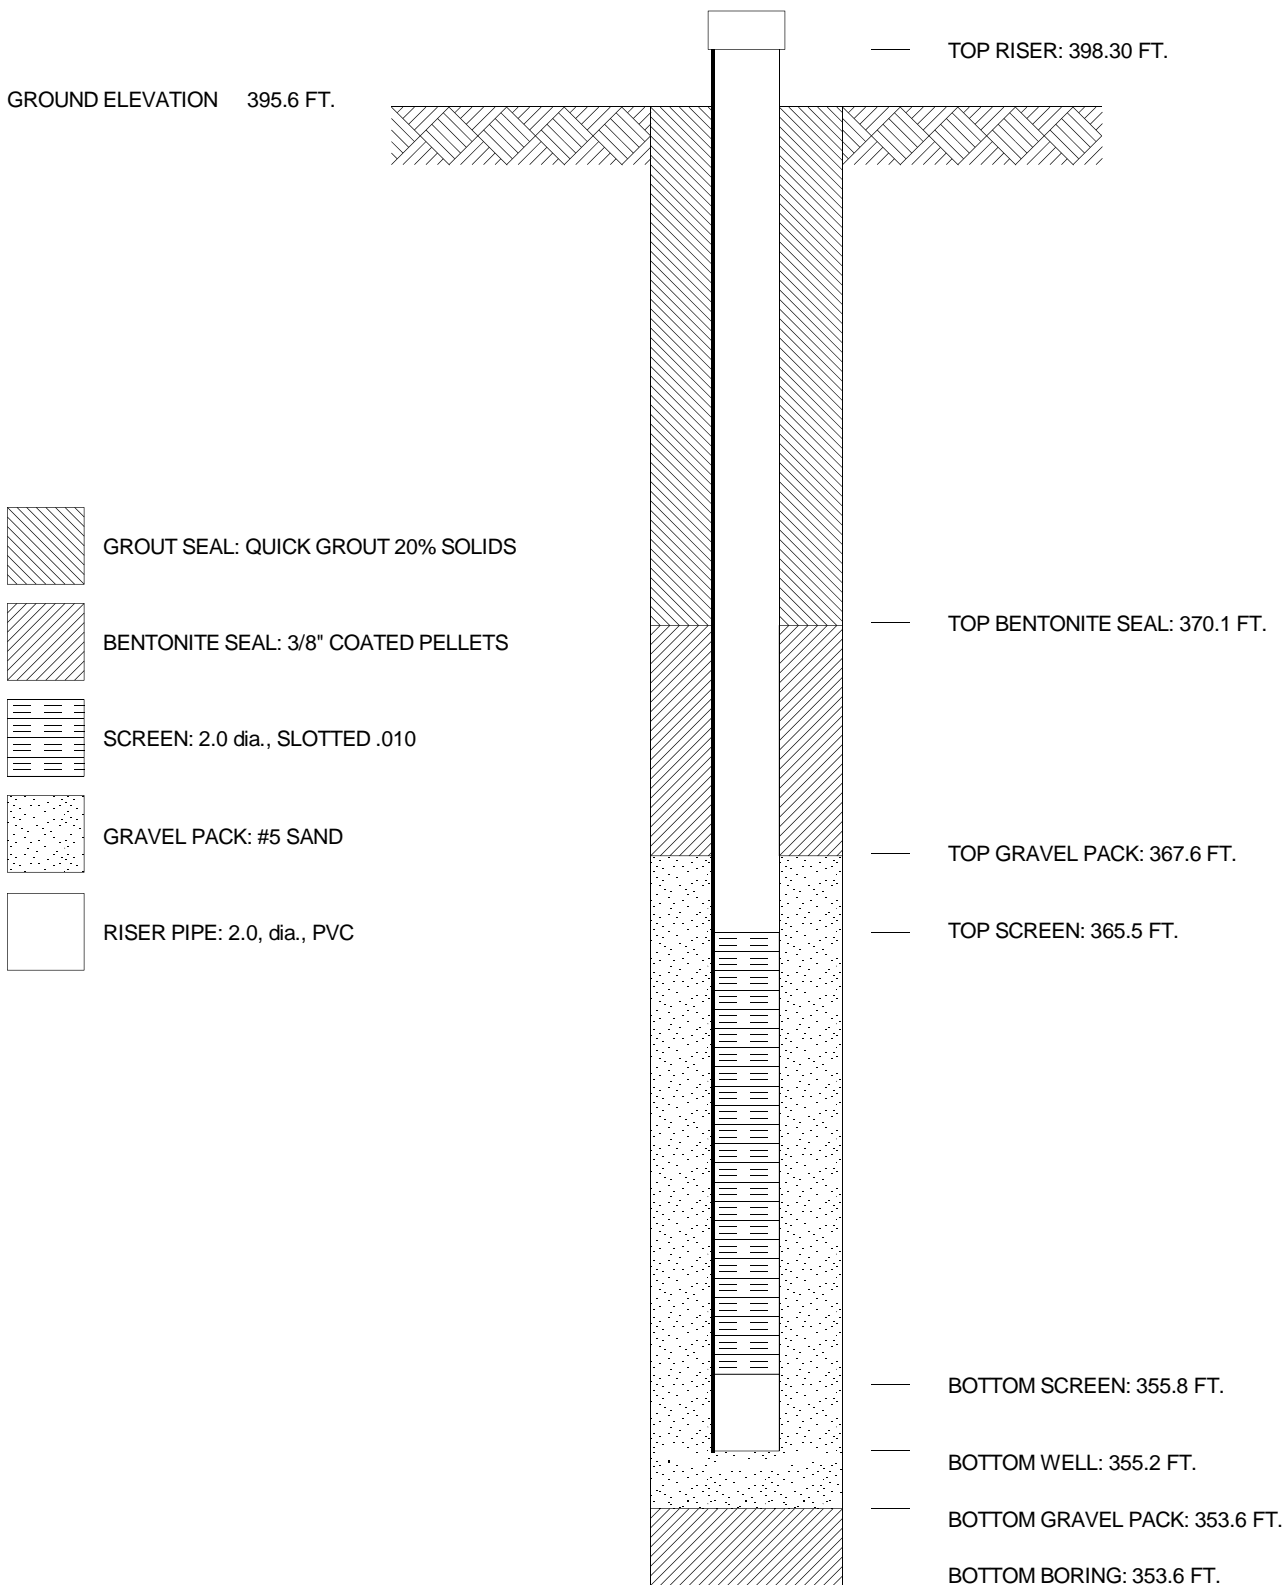 TOP RISER: 398.30 FT.
GROUND ELEVATION 395.6 FT.
GROUT SEAL: QUICK GROUT 20% SOLIDS
TOP BENTONITE SEAL: 370.1 FT.
BENTONITE SEAL: 3/8" COATED PELLETS
SCREEN: 2.0 dia., SLOTTED .010
GRAVEL PACK: #5 SAND
TOP GRAVEL PACK: 367.6 FT.
RISER PIPE: 2.0, dia., PVC
TOP SCREEN: 365.5 FT.
BOTTOM SCREEN: 355.8 FT.
BOTTOM WELL: 355.2 FT.
BOTTOM GRAVEL PACK: 353.6 FT.
BOTTOM BORING: 353.6 FT.